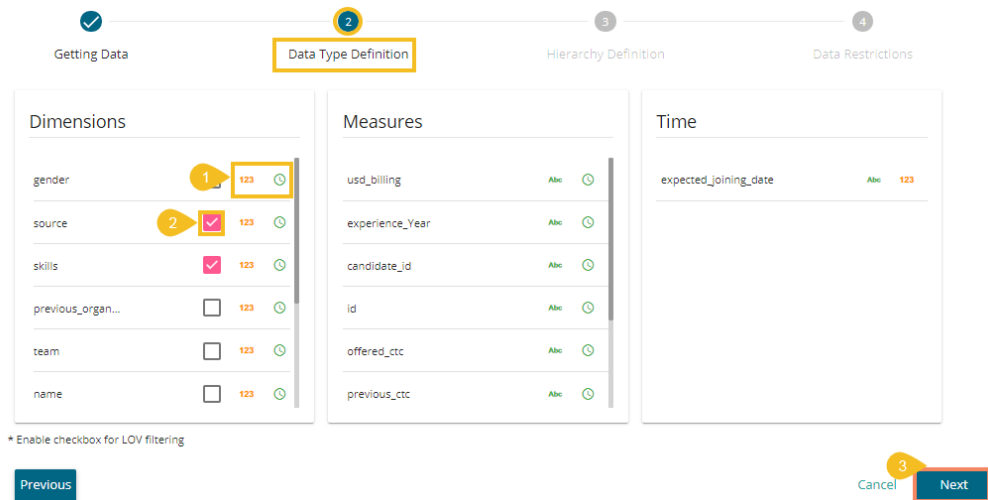 2 3 4
Getting Data Data Type Definition Hierarchy Definition Data Restrictions
Dimensions Measures Time
gender 1 123 usd_billing Abc expected_joining_date Abc 123
source 2 123 experience_Year Abc
skills 123 candidate_id Abc
previous_organ... 123 id Abc
team 123 offered_ctc Abc
name 123 previous_ctc Abc
* Enable checkbox for LOV filtering
3
Previous Cancel Next